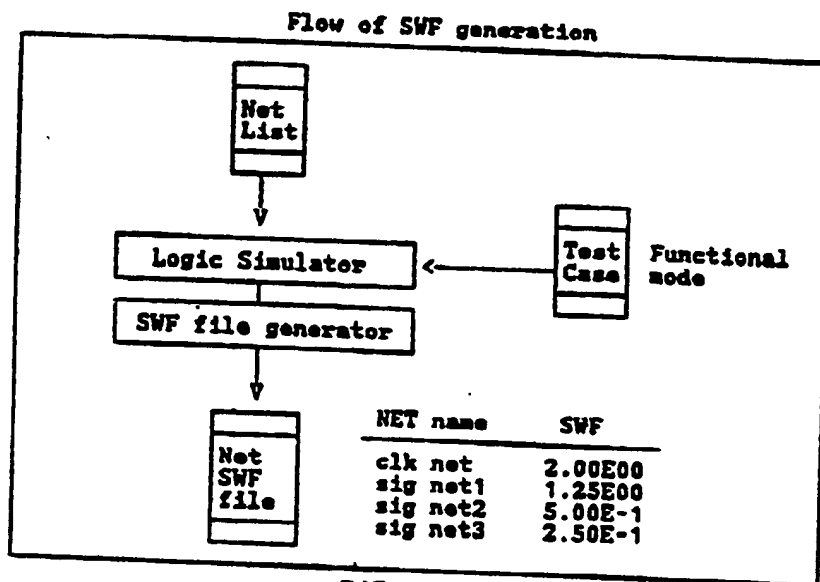 Flow of SWF generation
Net
List
Logic Simulator
Test
Case
Functional
mode
SWF file generator
Net
SWF
file
NET name SWF
clk net 2.00E00
sig net1 1.25E00
sig net2 5.00E-1
sig net3 2.50E-1